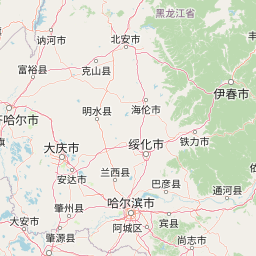 黑龙江省
讷河市
北安市
富裕县
克山县
伊春市
齐哈尔市
明水县
海伦市
大庆市
绥化市
铁力市
安达市
兰西县
巴彦县
通河县
肇州县
哈尔滨市
大安市
阿城区
宾县
肇源县
尚志市